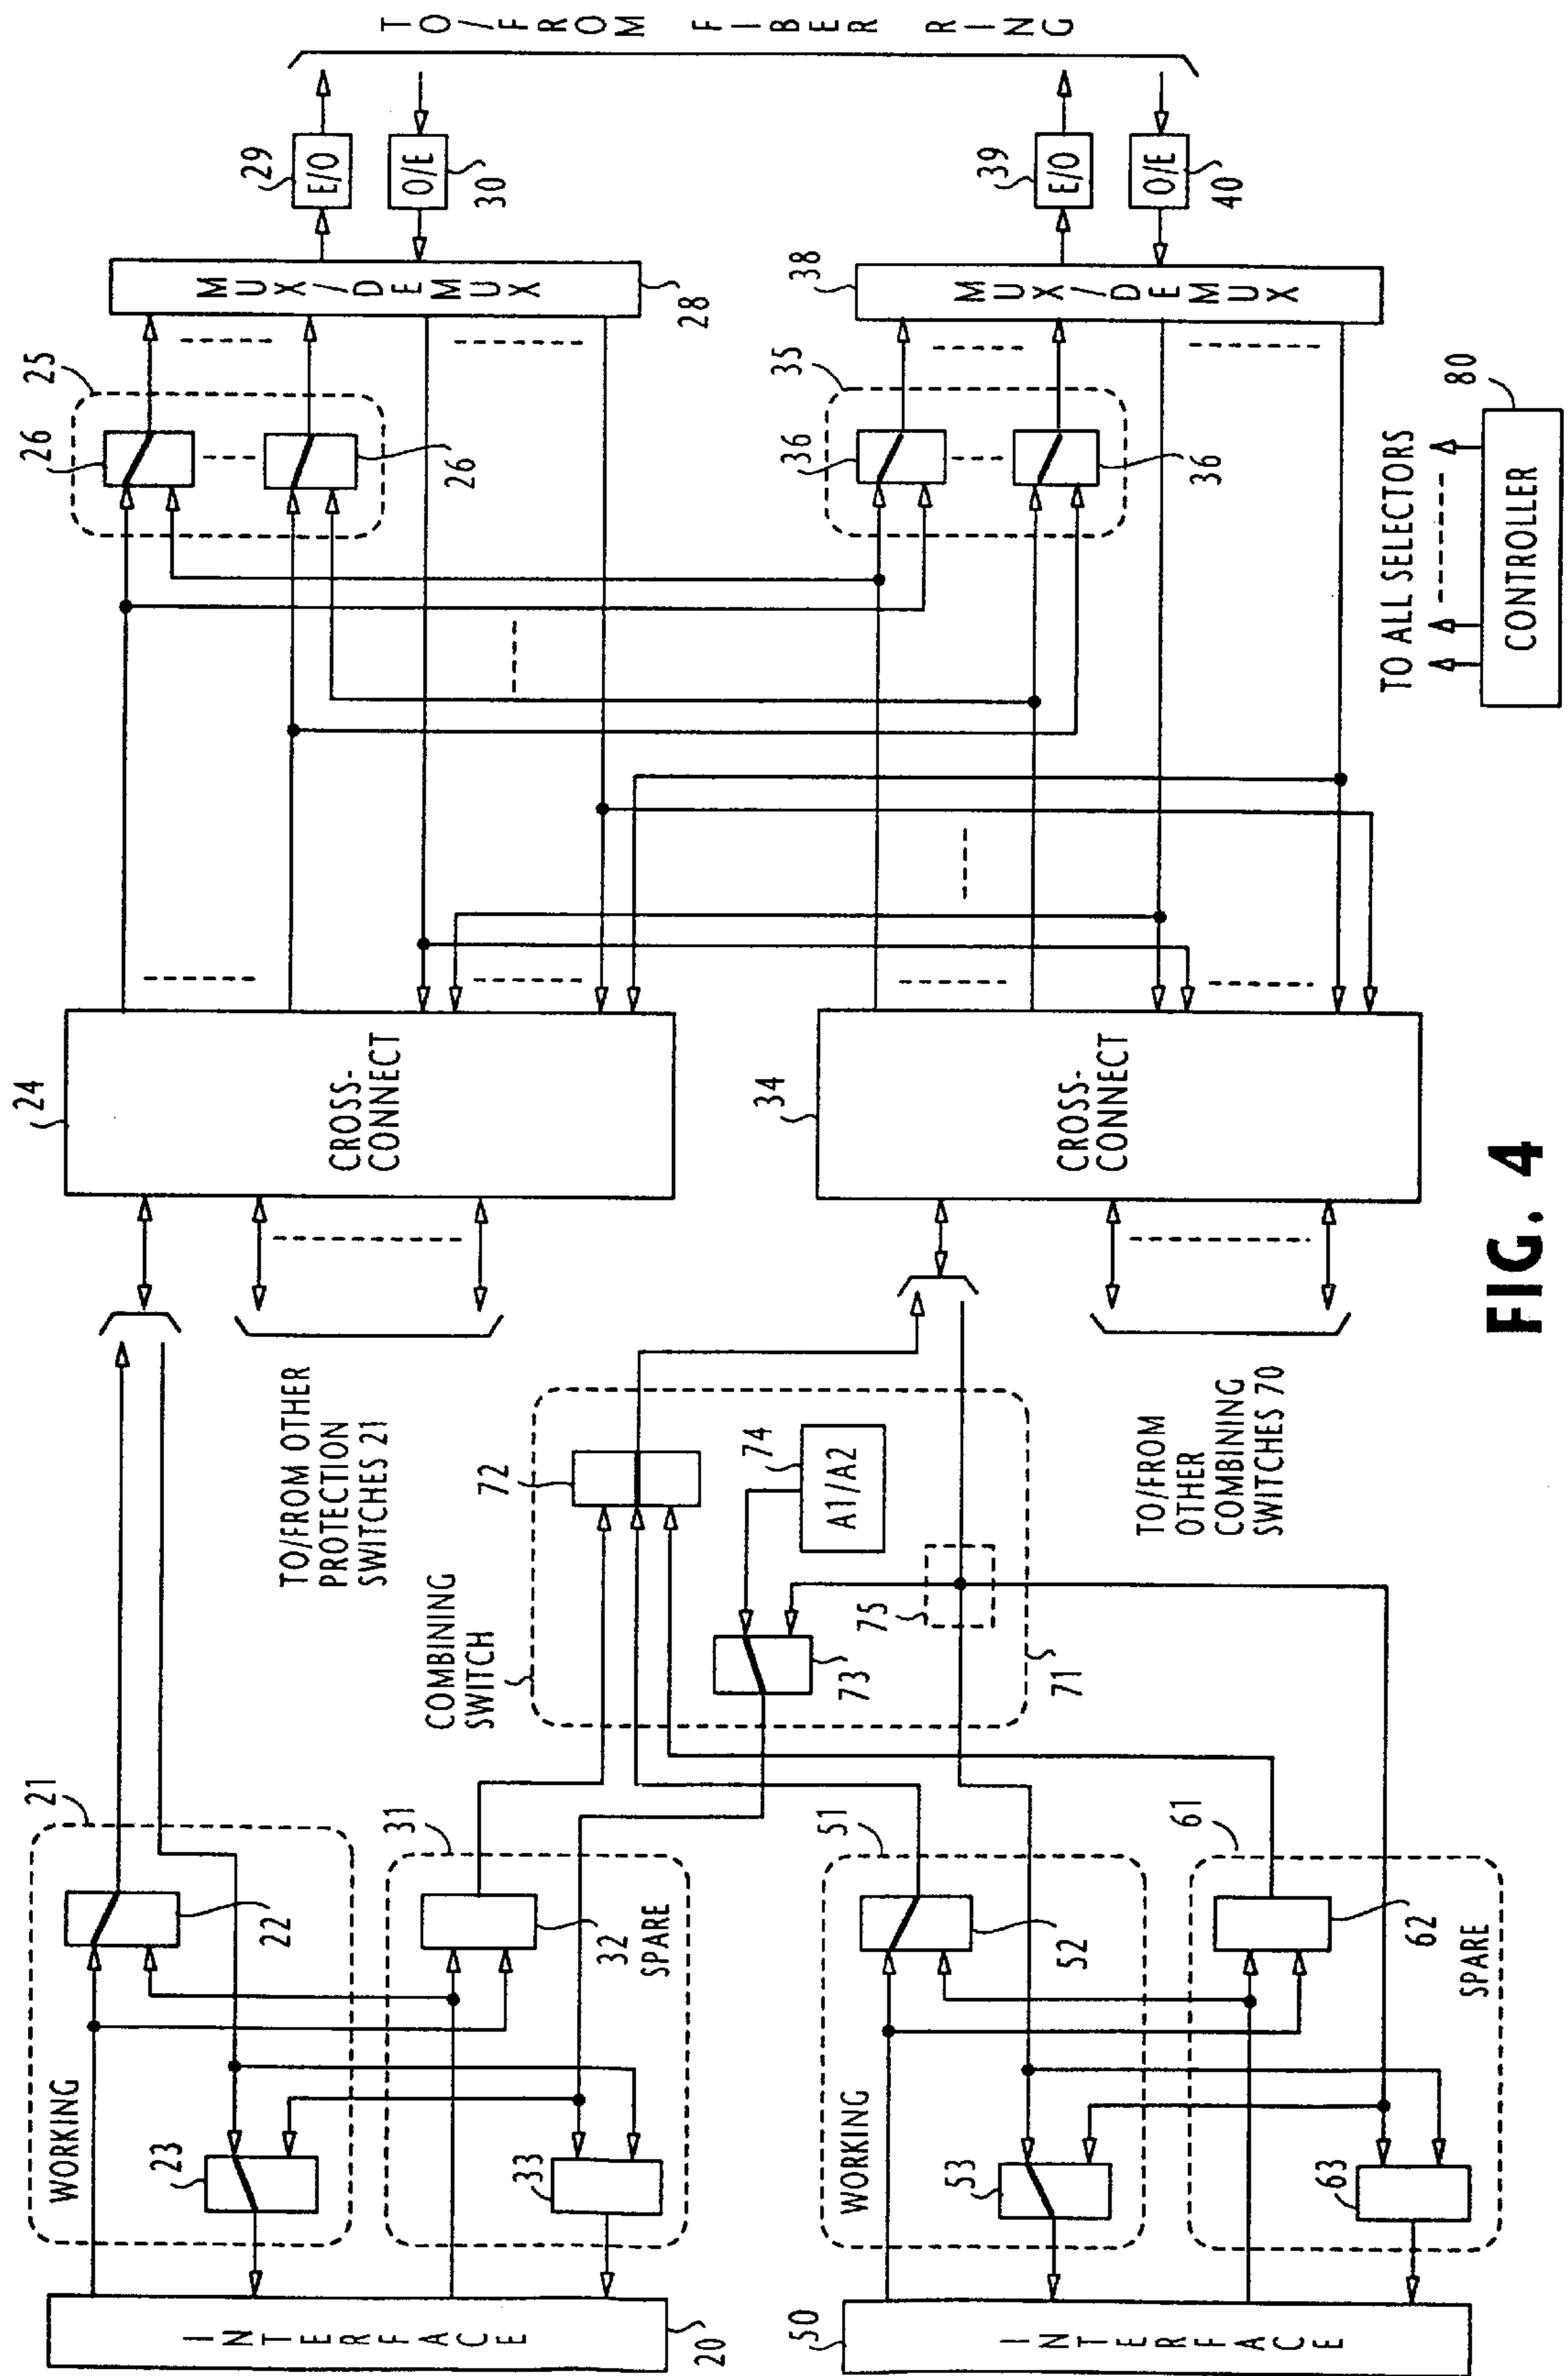 INTERFACE
20
WORKING
21
22
23
31
32
33
SPARE
TO/FROM OTHER
PROTECTION
SWITCHES 21
24
CROSS-
CONNECT
25
26
26
MUX/DEMUX
28
29
E/O
O/E
30
TO/FROM FIBER RING
INTERFACE
50
WORKING
51
52
53
61
62
63
SPARE
COMBINING
SWITCH
71
72
73
74
A1/A2
75
TO/FROM
OTHER
COMBINING
SWITCHES 70
34
CROSS-
CONNECT
35
36
36
MUX/DEMUX
38
39
E/O
O/E
40
TO ALL SELECTORS
CONTROLLER
80
FIG. 4